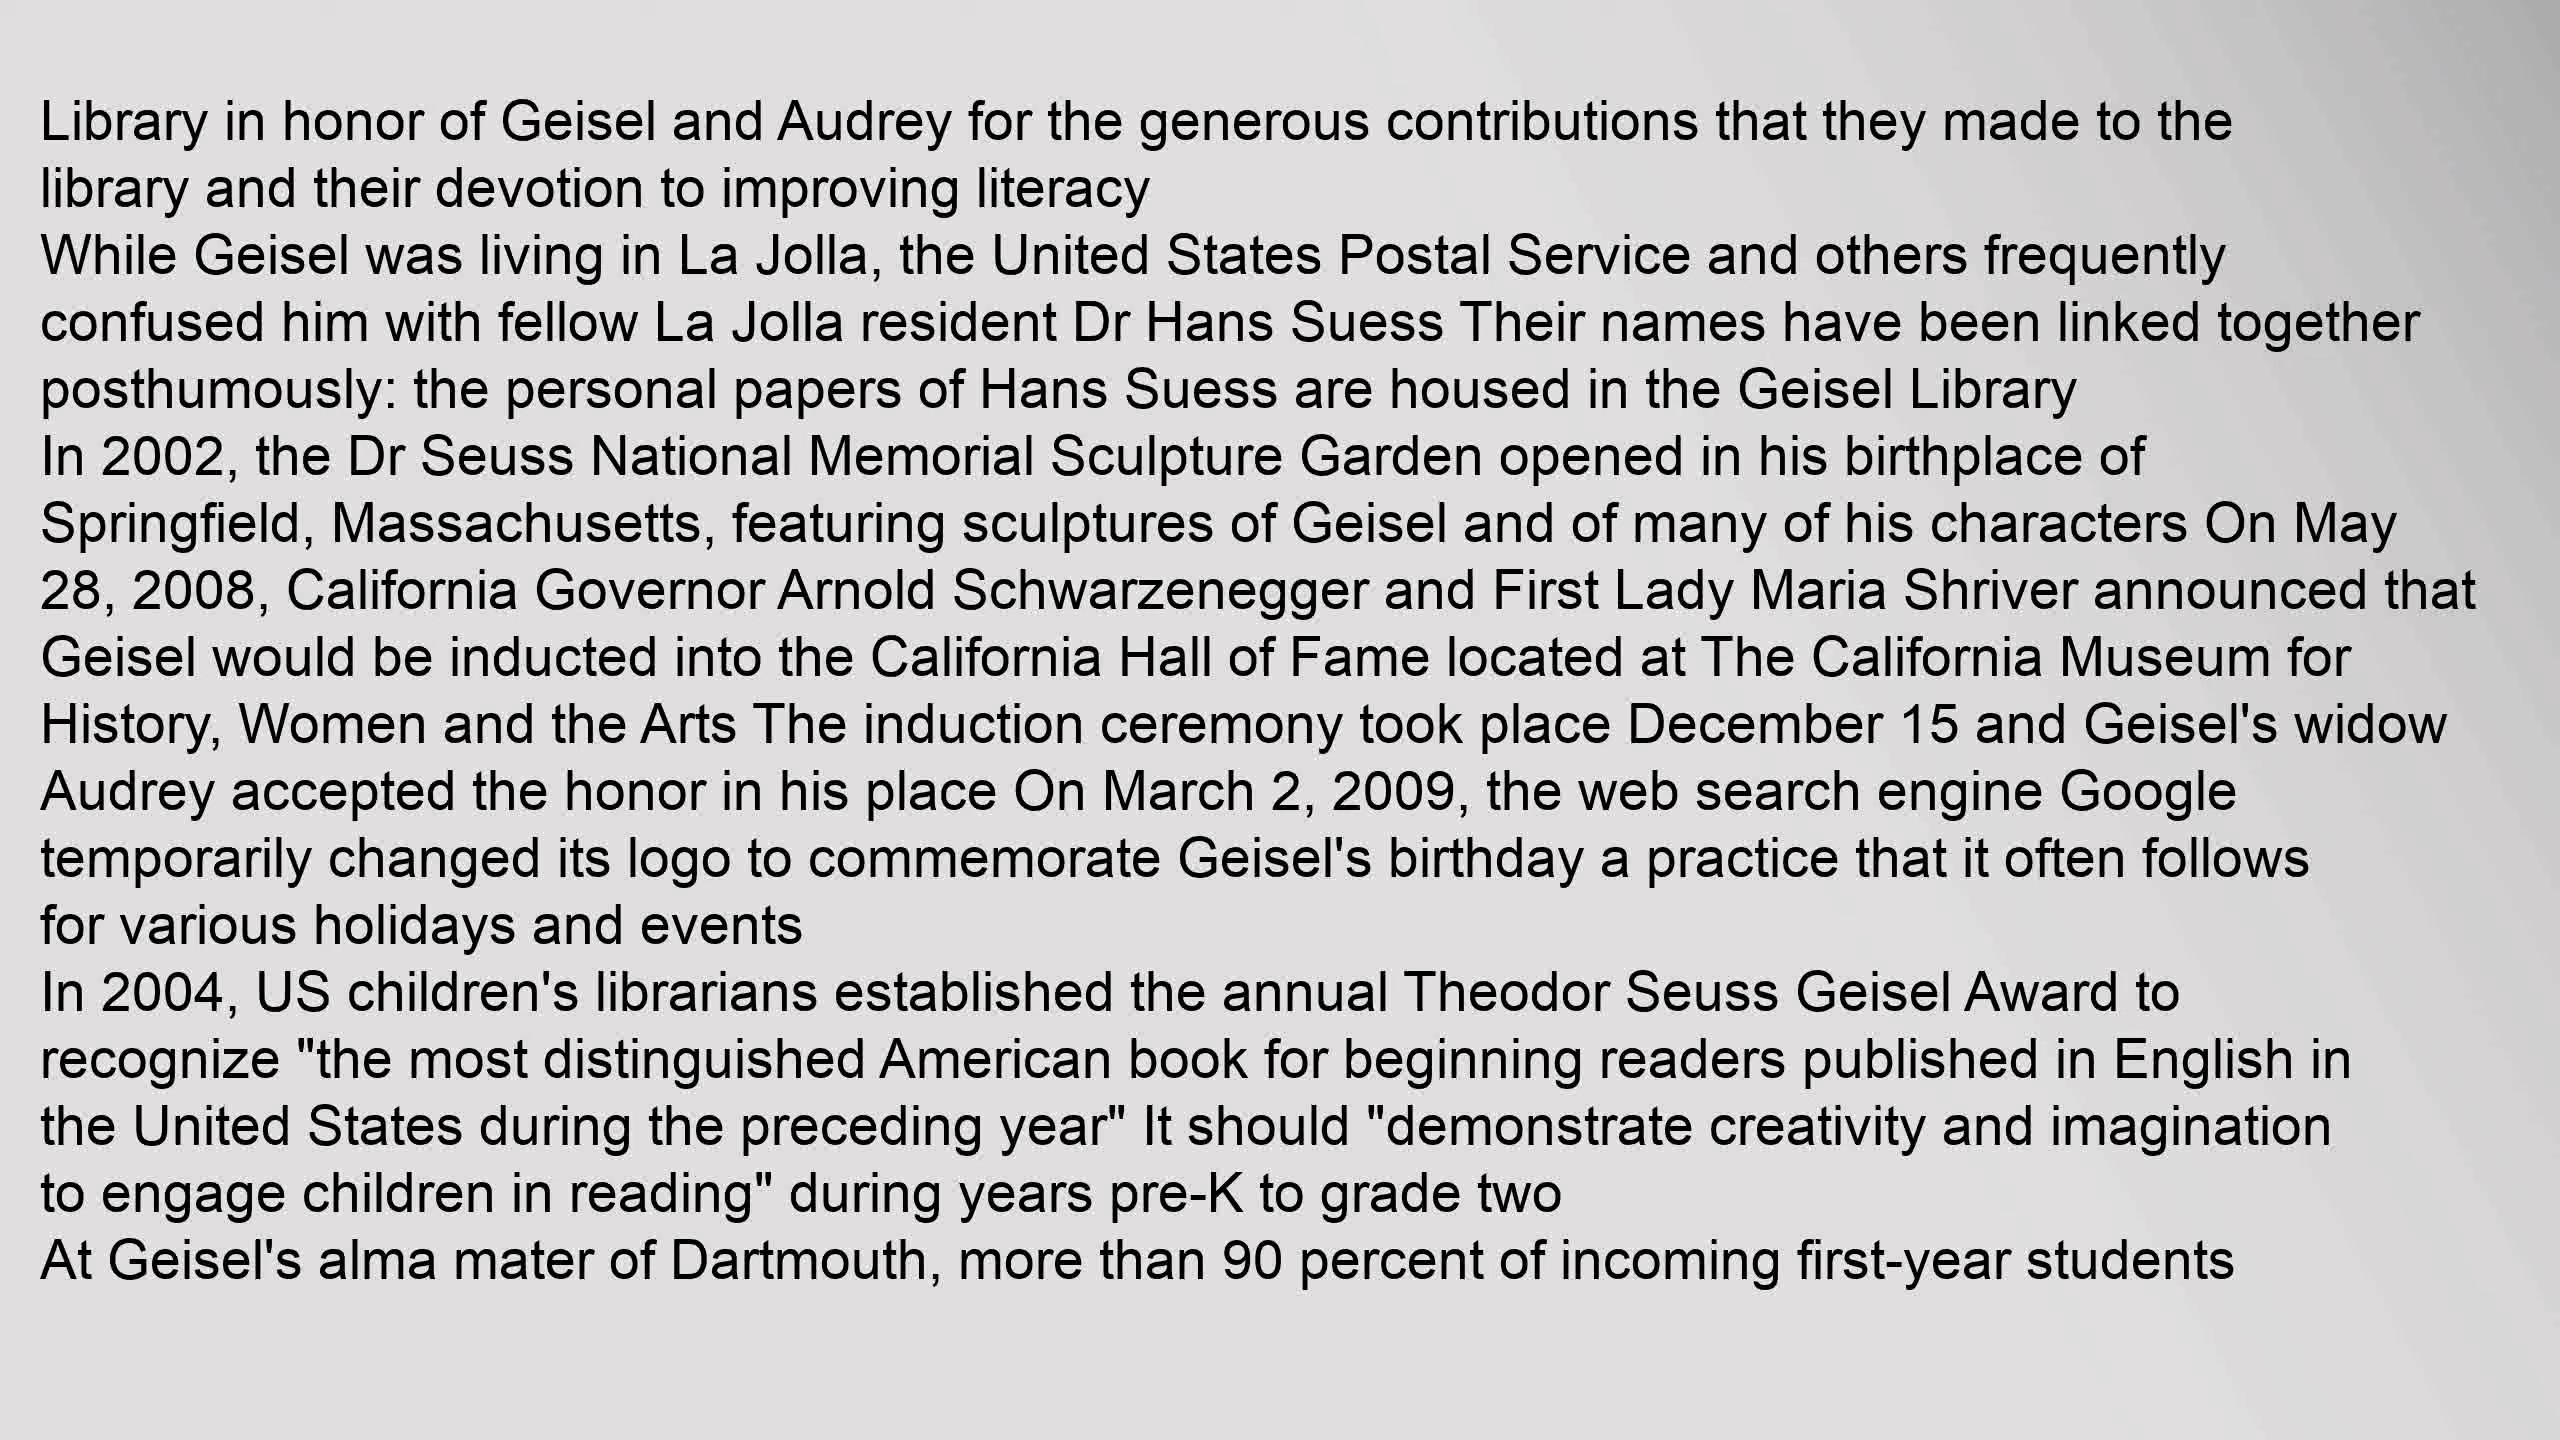 Library in honor of Geisel and Audrey for the generous contributions that they made to the
library and their devotion to improving literacy
While Geisel was living in La Jolla, the United States Postal Service and others frequently
confused him with fellow La Jolla resident Dr Hans Suess Their names have been linked together
posthumously: the personal papers of Hans Suess are housed in the Geisel Library
In 2002, the Dr Seuss National Memorial Sculpture Garden opened in his birthplace of
Springfield, Massachusetts, featuring sculptures of Geisel and of many of his characters On May
28, 2008, California Governor Arnold Schwarzenegger and First Lady Maria Shriver announced that
Geisel would be inducted into the California Hall of Fame located at The California Museum for
History, Women and the Arts The induction ceremony took place December 15 and Geisel's widow
Audrey accepted the honor in his place On March 2, 2009, the web search engine Google
temporarily changed its logo to commemorate Geisel's birthday a practice that it often follows
for various holidays and events
In 2004, US children's librarians established the annual Theodor Seuss Geisel Award to
recognize "the most distinguished American book for beginning readers published in English in
the United States during the preceding year" It should "demonstrate creativity and imagination
to engage children in reading" during years pre-K to grade two
At Geisel's alma mater of Dartmouth, more than 90 percent of incoming first-year students